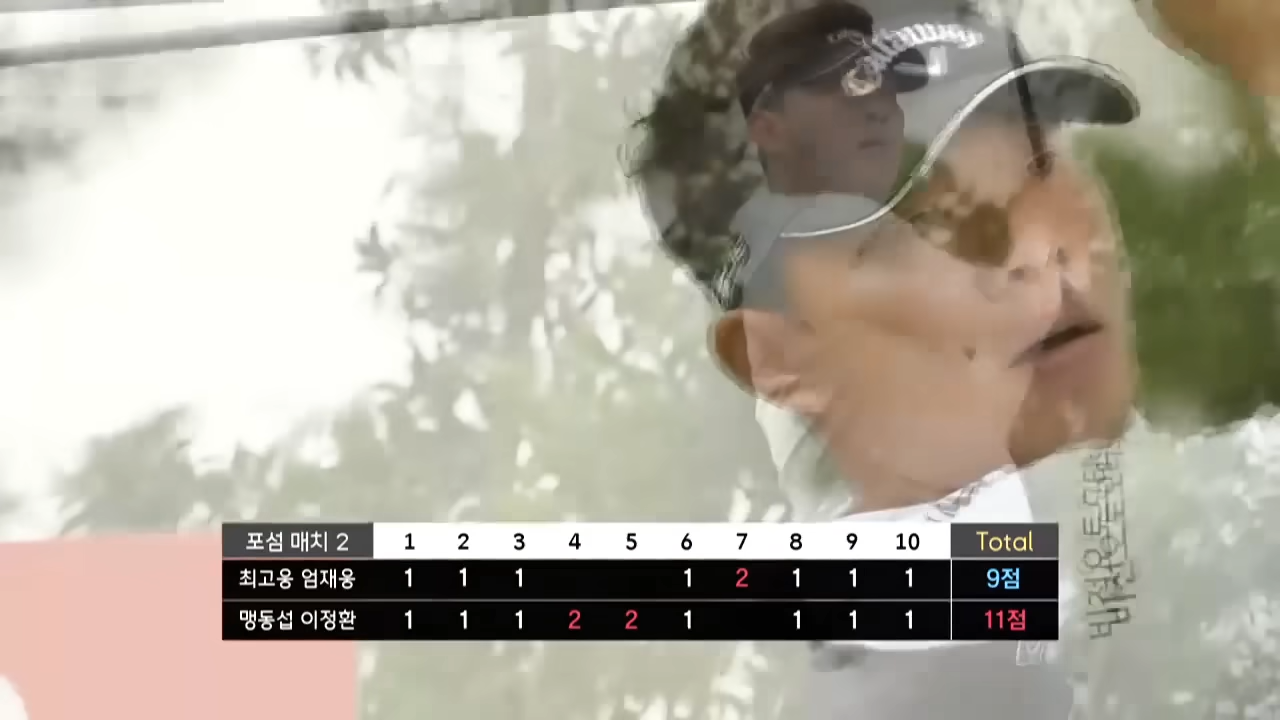 Callaway
포섬 매치 2 1 2 3 4 5 6 7 8 9 10 Total
최고웅 엄재웅 1 1 1 1 2 1 1 1 9점
맹동섭 이정환 1 1 1 2 2 1 1 1 1 11점